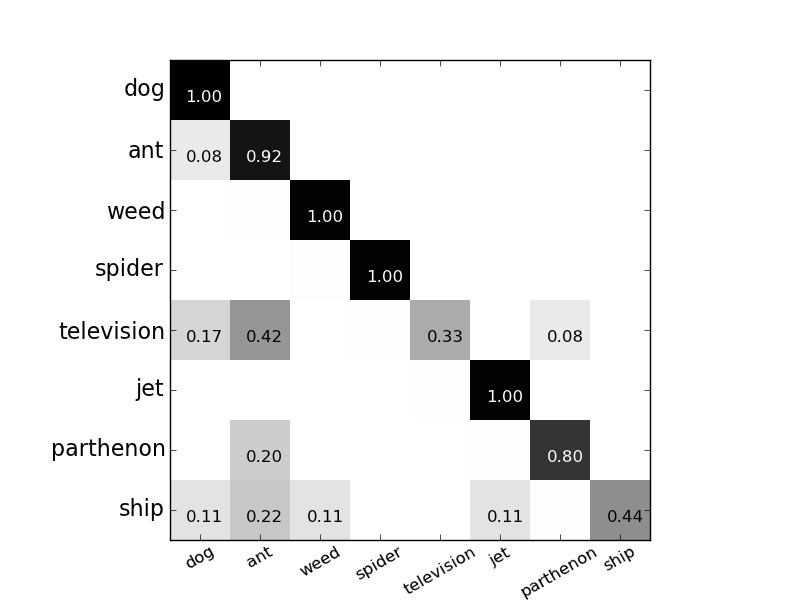 dog 1.00
ant 0.08 0.92
weed 1.00
spider 1.00
television 0.17 0.42 0.33 0.08
jet 1.00
parthenon 0.20 0.80
ship 0.11 0.22 0.11 0.11 0.44
dog ant weed spider television jet parthenon ship